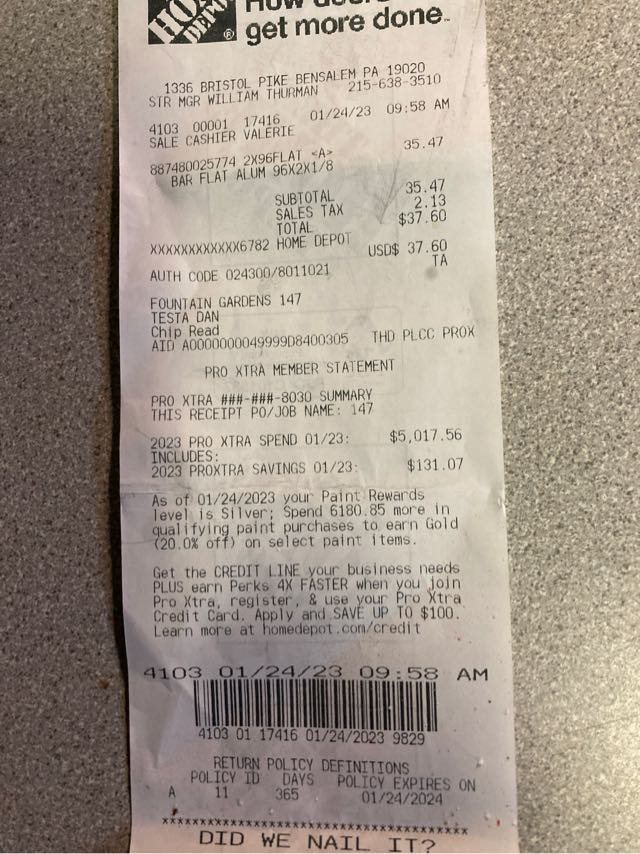 THE HOME DEPOT ®
get more done.™
1336 BRISTOL PIKE BENSALEM PA 19020
STR MGR WILLIAM THURMAN 215-638-3510
4103 00001 17416 01/24/23 09:58 AM
SALE CASHIER VALERIE
887480025774 2X96FLAT <A> 35.47
BAR FLAT ALUM 96X2X1/8
SUBTOTAL 35.47
SALES TAX 2.13
TOTAL $37.60
XXXXXXXXXXXX6782 HOME DEPOT
USD$ 37.60
AUTH CODE 024300/8011021 TA
FOUNTAIN GARDENS 147
TESTA DAN
Chip Read
AID A0000000049999D8400305 THD PLCC PROX
PRO XTRA MEMBER STATEMENT
PRO XTRA ###-###-8030 SUMMARY
THIS RECEIPT PO/JOB NAME: 147
2023 PRO XTRA SPEND 01/23: $5,017.56
INCLUDES:
2023 PROXTRA SAVINGS 01/23: $131.07
As of 01/24/2023 your Paint Rewards
level is Silver; Spend 6180.85 more in
qualifying paint purchases to earn Gold
(20.0% off) on select paint items.
Get the CREDIT LINE your business needs
PLUS earn Perks 4X FASTER when you join
Pro Xtra, register, & use your Pro Xtra
Credit Card. Apply and SAVE UP TO $100.
Learn more at homedepot.com/credit
4103 01/24/23 09:58 AM
4103 01 17416 01/24/2023 9829
RETURN POLICY DEFINITIONS
POLICY ID DAYS POLICY EXPIRES ON
A 11 365 01/24/2024
DID WE NAIL IT?